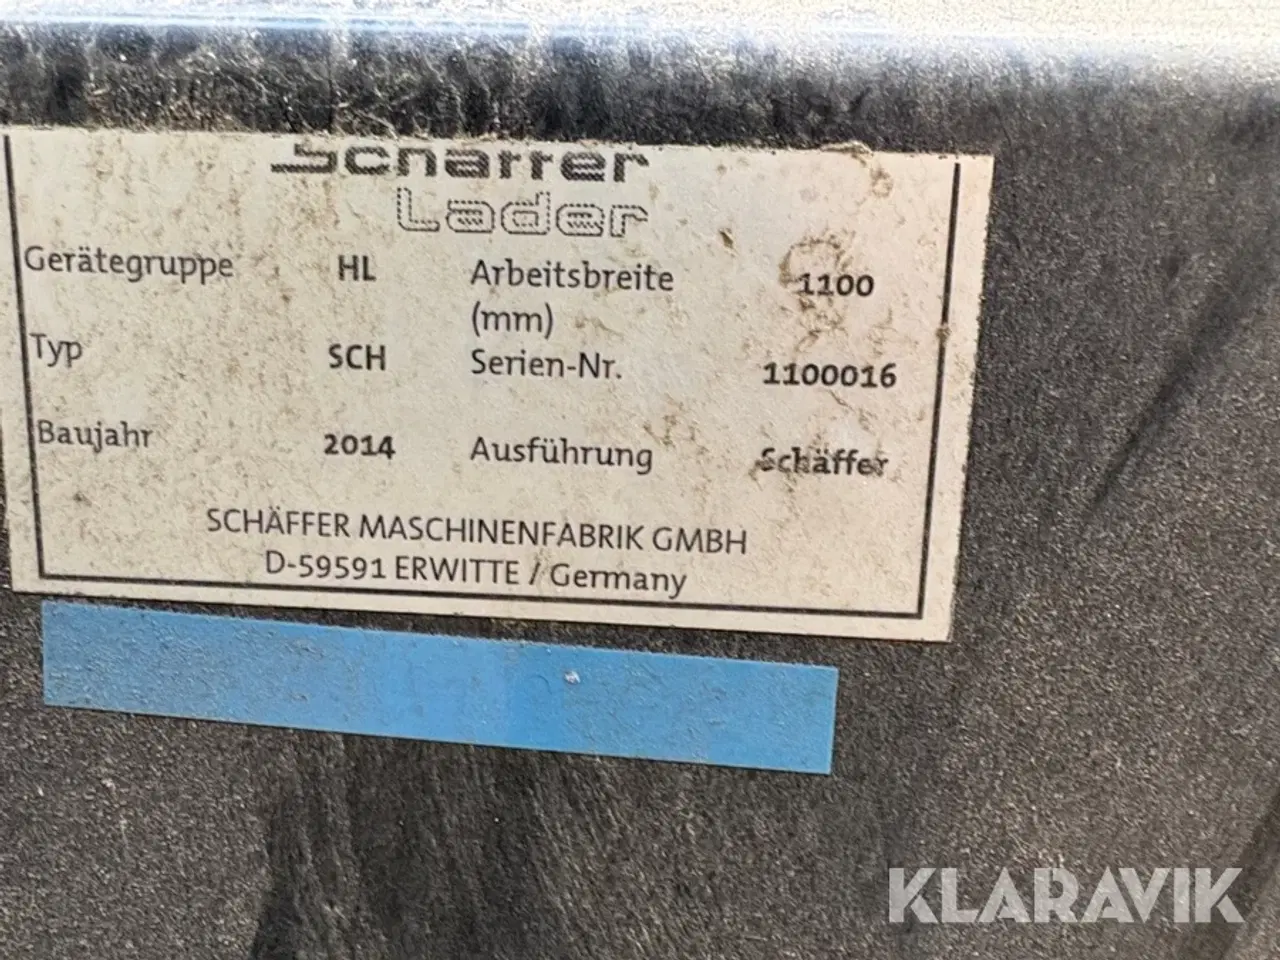 Schäffer
Lader
Gerätegruppe HL Arbeitsbreite 1100
(mm)
Typ SCH Serien-Nr. 1100016
Baujahr 2014 Ausführung Schäffer
SCHÄFFER MASCHINENFABRIK GMBH
D-59591 ERWITTE / Germany
KLARAVIK